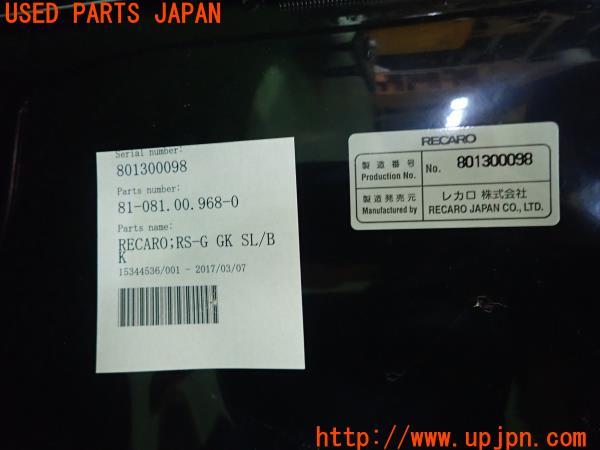 USED PARTS JAPAN
Serial number:
801300098
Parts number:
81-081.00.968-0
Parts name:
RECARO;RS-G GK SL/B
K
15344536/001 - 2017/03/07
RECARO
製造番号
Production No.
No. 801300098
製造発売元
Manufactured by
レカロ 株式会社
RECARO JAPAN CO., LTD.
http://www.upjpn.com